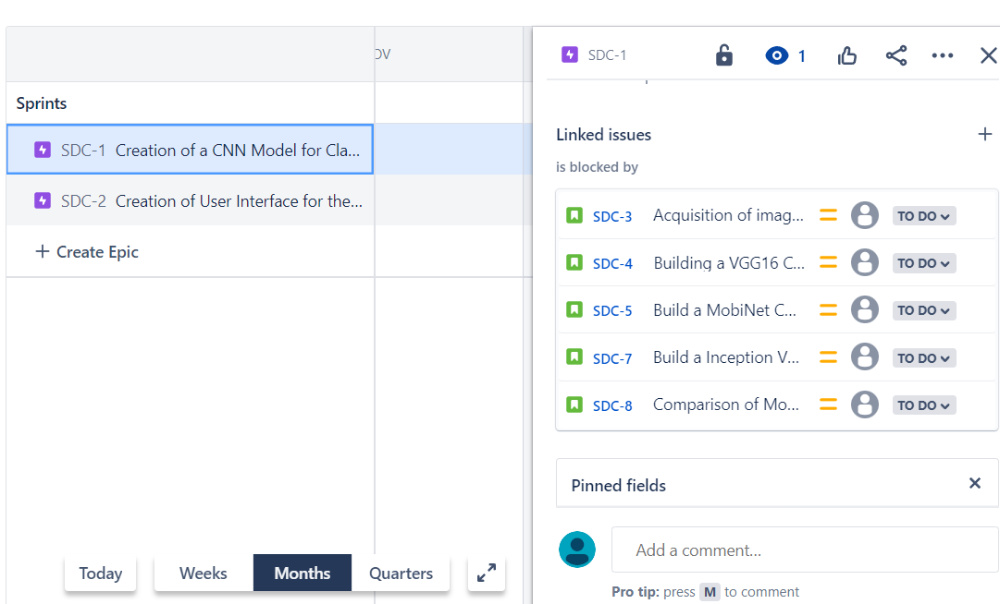 OV
SDC-1
1
Sprints
SDC-1 Creation of a CNN Model for Cla...
SDC-2 Creation of User Interface for the...
Create Epic
Linked issues
is blocked by
SDC-3 Acquisition of imag... TO DO
SDC-4 Building a VGG16 C... TO DO
SDC-5 Build a MobiNet C... TO DO
SDC-7 Build a Inception V... TO DO
SDC-8 Comparison of Mo... TO DO
Pinned fields
Add a comment...
Pro tip: press M to comment
Today Weeks Months Quarters